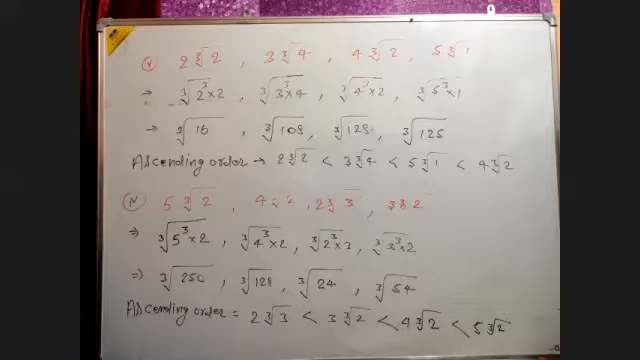 (v) 2∛2 , 3∛4 , 4∛2 , 5∛1
→ ∛2³×2 , ∛3³×4 , ∛4³×2 , ∛5³×1
→ ∛16 , ∛108 , ∛128 , ∛125
Ascending order → 2∛2 < 3∛4 < 5∛1 < 4∛2
5∛2 , 4∛2 , 2∛3 , 3∛2
⇒ ∛5³×2 , ∛4³×2 , ∛2³×3 , ∛3³×2
⇒ ∛250 , ∛128 , ∛24 , ∛54
Ascending order = 2∛3 < 3∛2 < 4∛2 < 5∛2